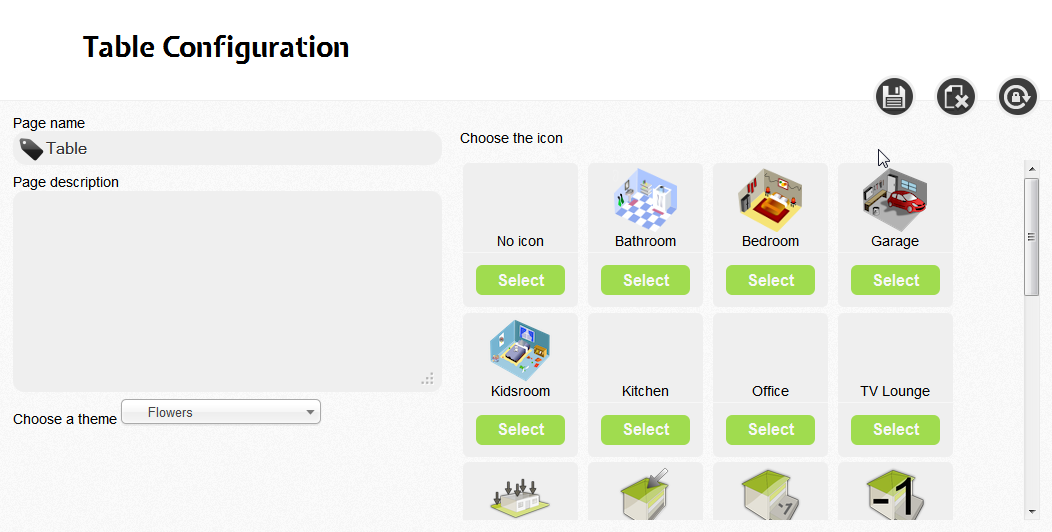 Table Configuration
Page name
Table
Page description
Choose a theme
Flowers
Choose the icon
No icon
Bathroom
Bedroom
Garage
Select
Select
Select
Select
Kidsroom
Kitchen
Office
TV Lounge
Select
Select
Select
Select
-1
-1